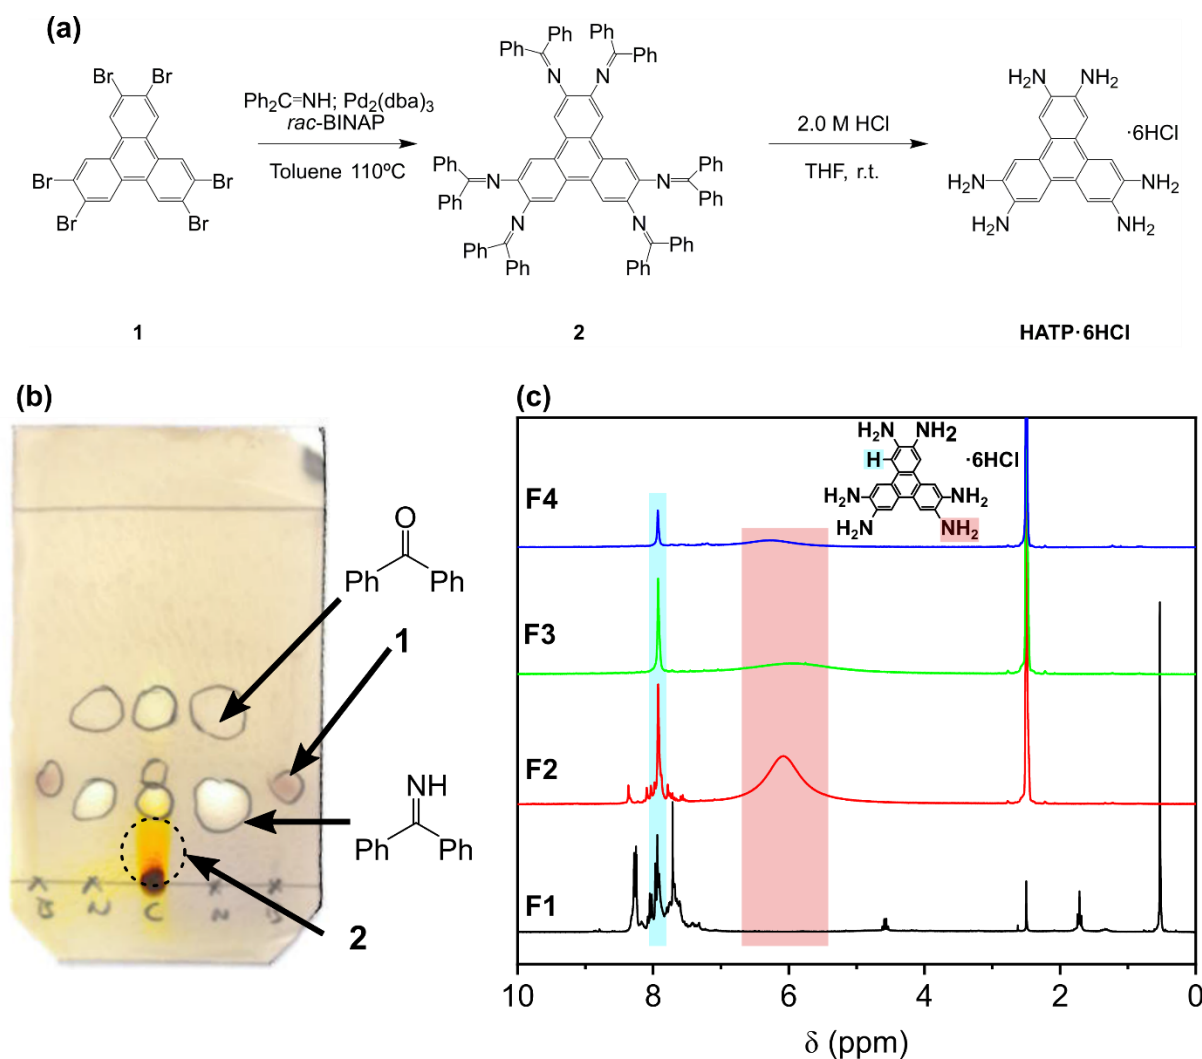 (a)
Br
Br
Br
Br
Br
Br
Ph₂C=NH; Pd₂(dba)₃
rac-BINAP
Toluene 110ºC
Ph
Ph
Ph
Ph
N
N
Ph
Ph
Ph
Ph
N
N
N
N
Ph
Ph
Ph
Ph
2.0 M HCl
THF, r.t.
H₂N
NH₂
·6HCl
H₂N
NH₂
H₂N
NH₂
1
2
HATP·6HCl
(b)
O
Ph
Ph
1
NH
Ph
Ph
2
B
N
C
N
B
(c)
F4
F3
F2
F1
H₂N
NH2
H
·6HCl
H₂N
NH₂
H₂N
NH₂
10
8
6
4
2
0
δ (ppm)